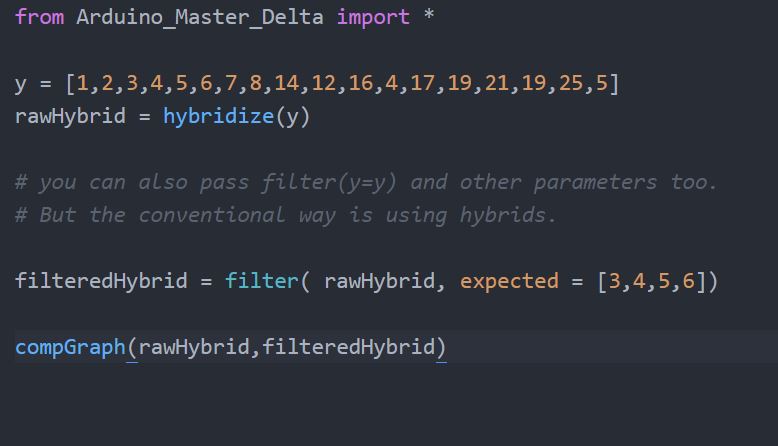 from Arduino_Master_Delta import *
y = [1,2,3,4,5,6,7,8,14,12,16,4,17,19,21,19,25,5]
rawHybrid = hybridize(y)
# you can also pass filter(y=y) and other parameters too.
# But the conventional way is using hybrids.
filteredHybrid = filter( rawHybrid, expected = [3,4,5,6])
compGraph(rawHybrid,filteredHybrid)